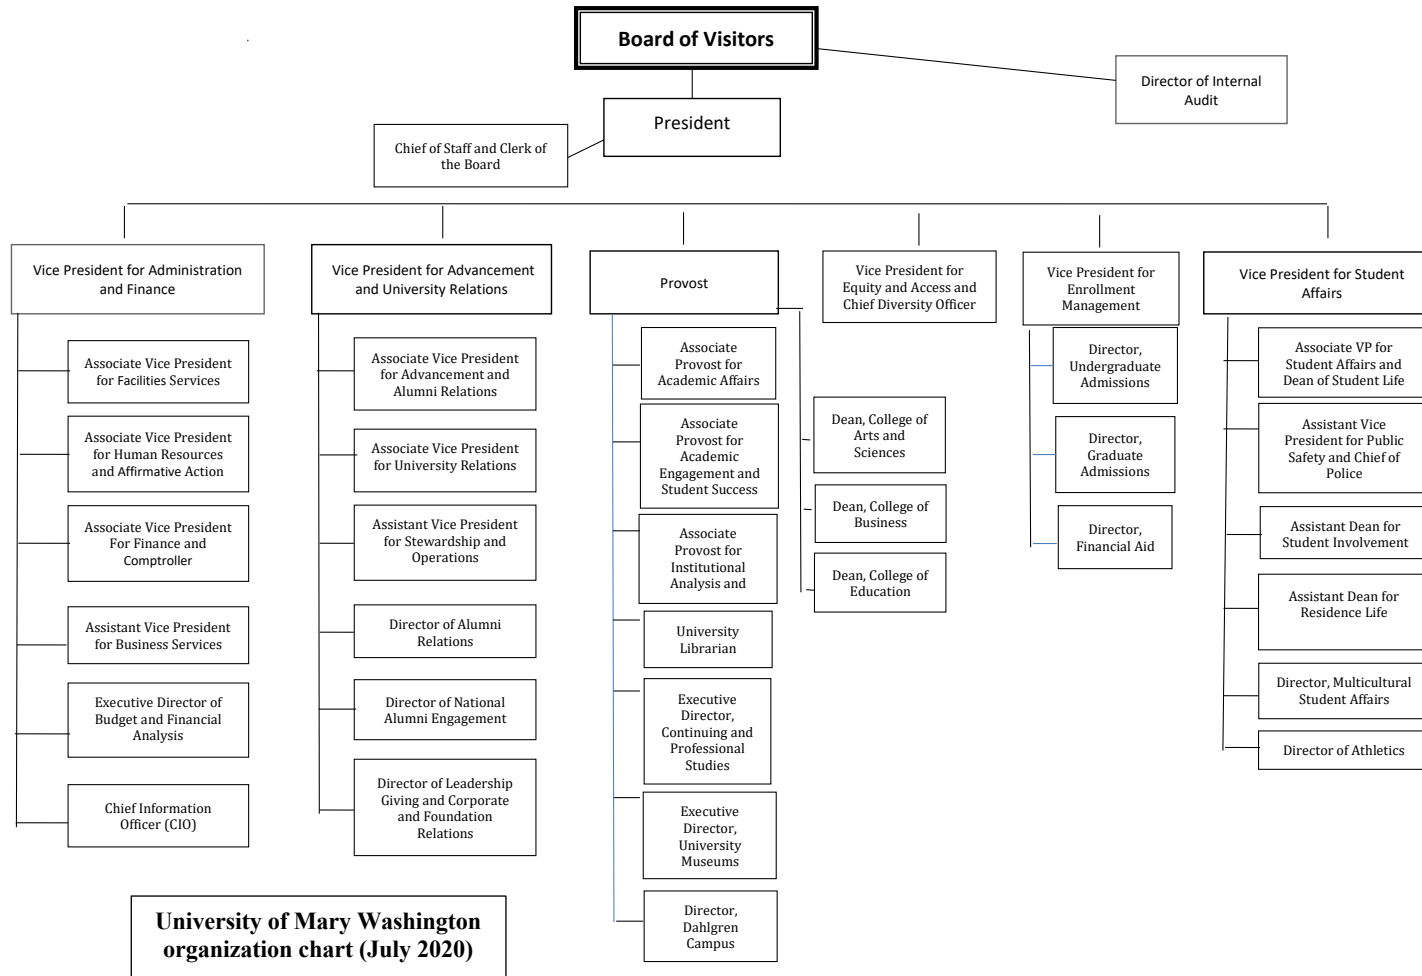 Board of Visitors
Director of Internal
Audit
President
Chief of Staff and Clerk of
the Board
Vice President for Administration
and Finance
Associate Vice President
for Facilities Services
Associate Vice President
for Human Resources
and Affirmative Action
Associate Vice President
For Finance and
Comptroller
Assistant Vice President
for Business Services
Executive Director of
Budget and Financial
Analysis
Chief Information
Officer (CIO)
Vice President for Advancement
and University Relations
Associate Vice President
for Advancement and
Alumni Relations
Associate Vice President
for University Relations
Assistant Vice President
for Stewardship and
Operations
Director of Alumni
Relations
Director of National
Alumni Engagement
Director of Leadership
Giving and Corporate
and Foundation
Relations
Provost
Associate
Provost for
Academic Affairs
Associate
Provost for
Academic
Engagement and
Student Success
Associate
Provost for
Institutional
Analysis and
University
Librarian
Executive
Director,
Continuing and
Professional
Studies
Executive
Director,
University
Museums
Director,
Dahlgren
Campus
Dean, College of
Arts and
Sciences
Dean, College of
Business
Dean, College of
Education
Vice President for
Equity and Access and
Chief Diversity Officer
Vice President for
Enrollment
Management
Director,
Undergraduate
Admissions
Director,
Graduate
Admissions
Director,
Financial Aid
Vice President for Student
Affairs
Associate VP for
Student Affairs and
Dean of Student Life
Assistant Vice
President for Public
Safety and Chief of
Police
Assistant Dean for
Student Involvement
Assistant Dean for
Residence Life
Director, Multicultural
Student Affairs
Director of Athletics
University of Mary Washington
organization chart (July 2020)